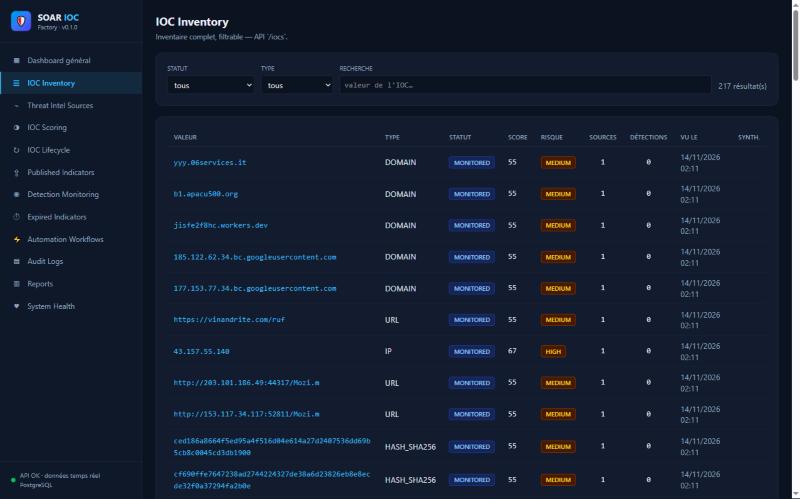 SOAR IOC
Factory · v0.1.0
Dashboard général
IOC Inventory
Threat Intel Sources
IOC Scoring
IOC Lifecycle
Published Indicators
Detection Monitoring
Expired Indicators
Automation Workflows
Audit Logs
Reports
System Health
API OK · données temps réel
PostgreSQL
IOC Inventory
Inventaire complet, filtrable — API `/iocs`.
STATUT TYPE RECHERCHE
tous tous valeur de l'IOC… 217 résultat(s)
VALEUR TYPE STATUT SCORE RISQUE SOURCES DÉTECTIONS VU LE SYNTH.
yyy.06services.it DOMAIN MONITORED 55 MEDIUM 1 0 14/11/2026
02:11
b1.apacu500.org DOMAIN MONITORED 55 MEDIUM 1 0 14/11/2026
02:11
jisfe2f8hc.workers.dev DOMAIN MONITORED 55 MEDIUM 1 0 14/11/2026
02:11
185.122.62.34.bc.googleusercontent.com DOMAIN MONITORED 55 MEDIUM 1 0 14/11/2026
02:11
177.153.77.34.bc.googleusercontent.com DOMAIN MONITORED 55 MEDIUM 1 0 14/11/2026
02:11
https://vinandrite.com/ruf URL MONITORED 55 MEDIUM 1 0 14/11/2026
02:11
43.157.55.140 IP MONITORED 67 HIGH 1 0 14/11/2026
02:11
http://203.101.186.49:44317/Mozi.m URL MONITORED 55 MEDIUM 1 0 14/11/2026
02:11
http://153.117.34.117:52811/Mozi.m URL MONITORED 55 MEDIUM 1 0 14/11/2026
02:11
ced186a8664f5ed95a4f516d04e614a27d2407536dd69b HASH_SHA256 MONITORED 55 MEDIUM 1 0 14/11/2026
5cb8c0045cd3db1900 02:11
cf690ffe7647238ad2744224327de38a6d23826eb8e8ec HASH_SHA256 MONITORED 55 MEDIUM 1 0 14/11/2026
de32f0a37294fa2b0e 02:11